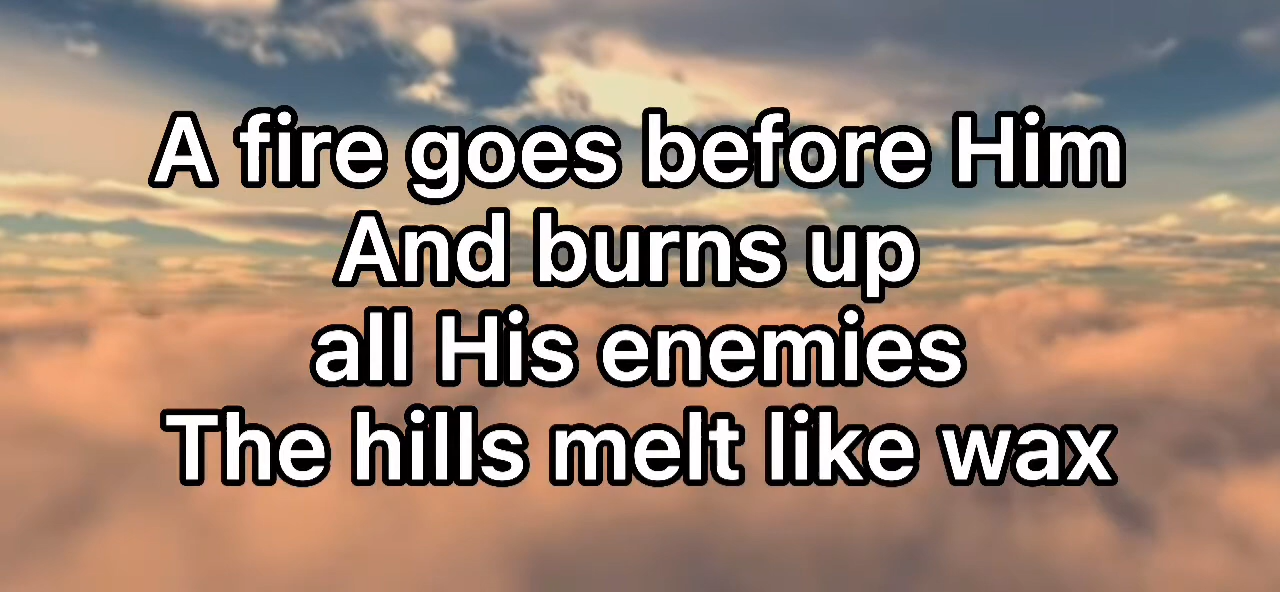 A fire goes before Him
And burns up
all His enemies
The hills melt like wax